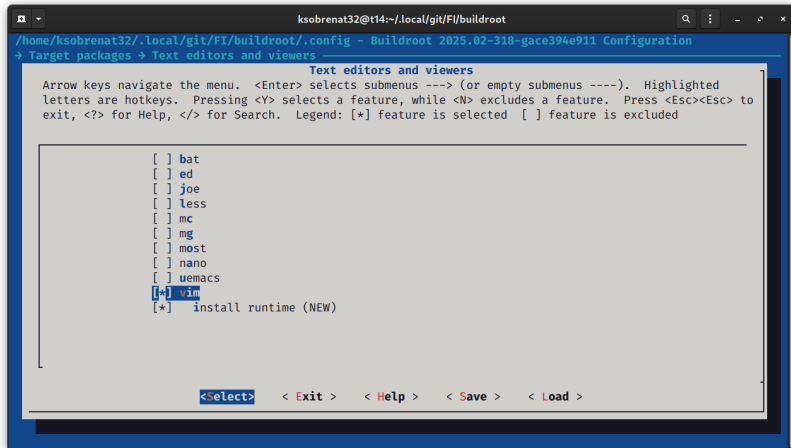 ksobrenat32@t14:~/.local/git/FI/buildroot
/home/ksobrenat32/.local/git/FI/buildroot/.config - Buildroot 2025.02-318-gace394e911 Configuration
→ Target packages → Text editors and viewers
Text editors and viewers
Arrow keys navigate the menu. <Enter> selects submenus ---> (or empty submenus ----). Highlighted
letters are hotkeys. Pressing <Y> selects a feature, while <N> excludes a feature. Press <Esc><Esc> to
exit, <?> for Help, </> for Search. Legend: [*] feature is selected [ ] feature is excluded
[ ] bat
[ ] ed
[ ] joe
[ ] less
[ ] mc
[ ] mg
[ ] most
[ ] nano
[ ] uemacs
[*] vim
[*] install runtime (NEW)
<Select> < Exit > < Help > < Save > < Load >